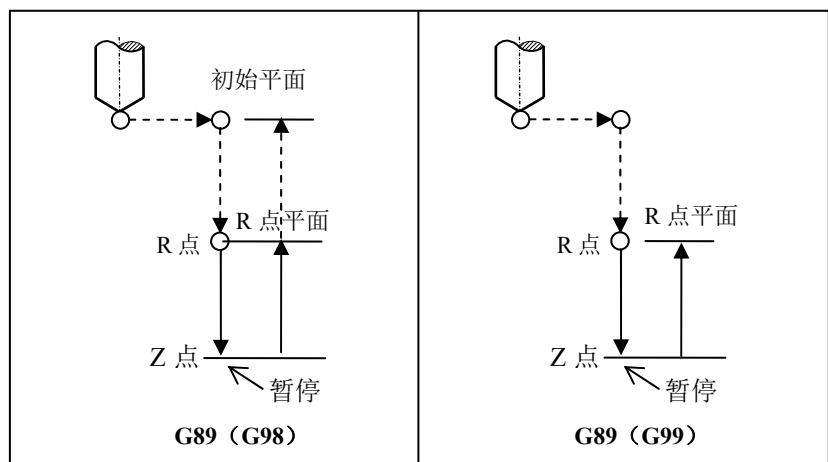 初始平面
R 点平面
R 点
Z 点
暂停
G89（G98）
R 点平面
R 点
Z 点
暂停
G89（G99）